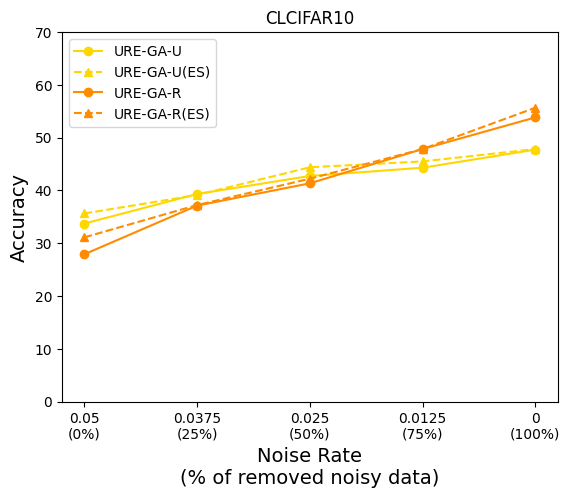 CLCIFAR10
URE-GA-U
URE-GA-U(ES)
URE-GA-R
URE-GA-R(ES)
70
60
50
40
30
20
10
0
Accuracy
0.05 0.0375 0.025 0.0125 0
(0%) (25%) (50%) (75%) (100%)
Noise Rate
(% of removed noisy data)